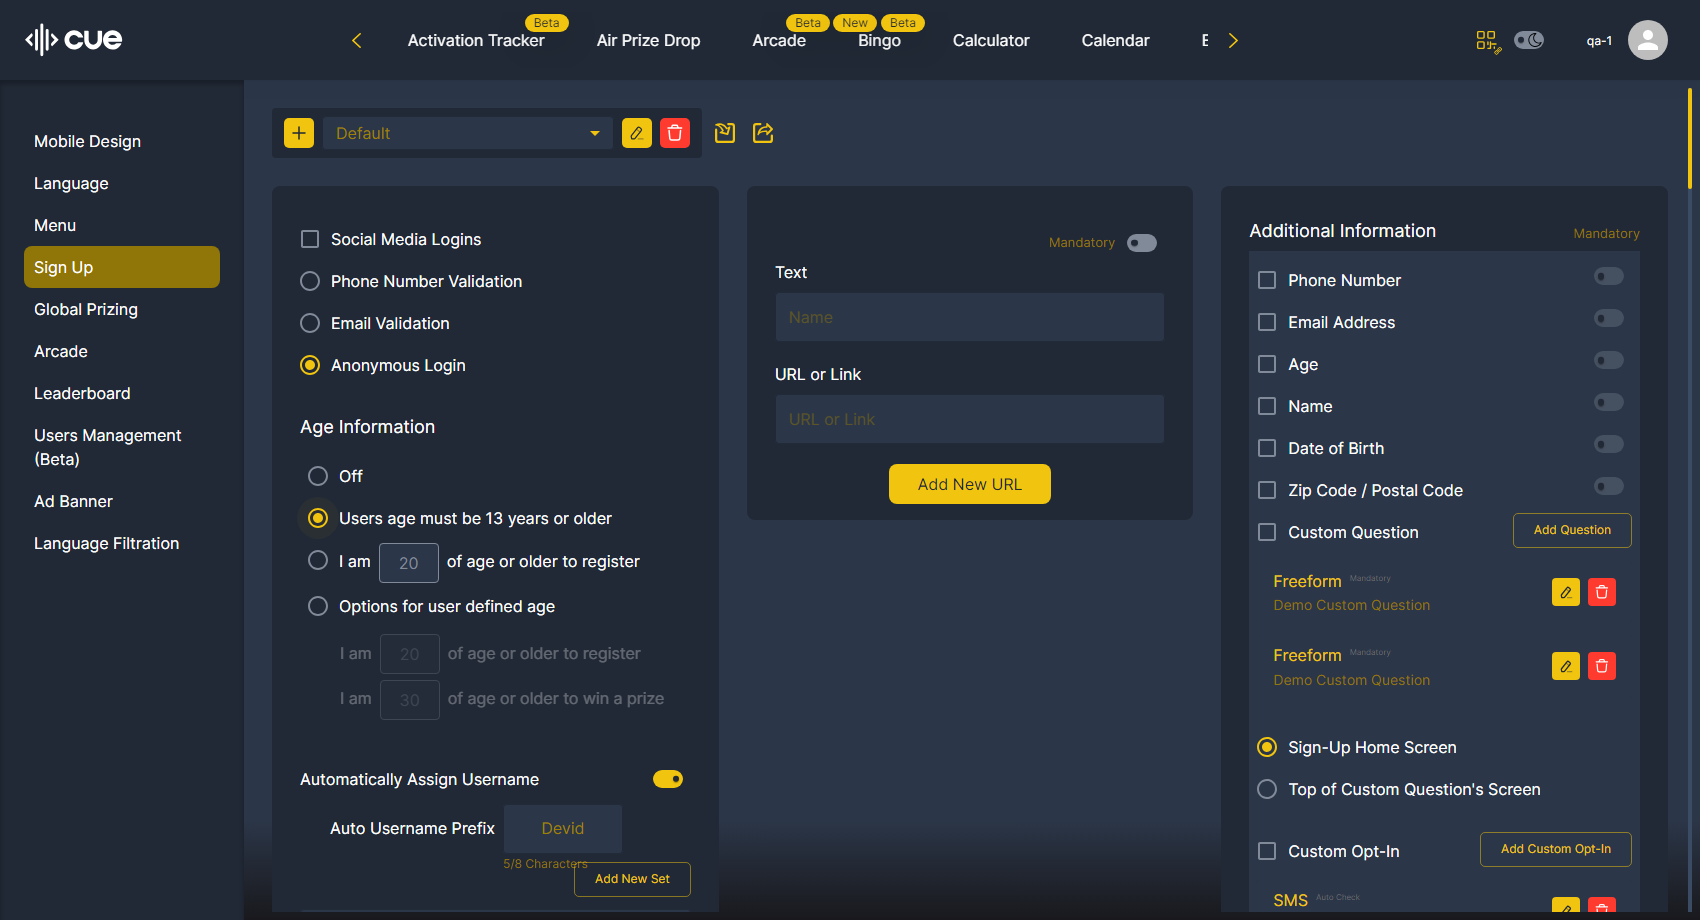 cue
Activation Tracker
Beta
Air Prize Drop
Arcade
Beta
Bingo
New
Beta
Calculator
Calendar
qa-1
Mobile Design
Language
Menu
Sign Up
Global Prizing
Arcade
Leaderboard
Users Management
(Beta)
Ad Banner
Language Filtration
Default
Social Media Logins
Phone Number Validation
Email Validation
Anonymous Login
Age Information
Off
Users age must be 13 years or older
I am 20 of age or older to register
Options for user defined age
I am 20 of age or older to register
I am 30 of age or older to win a prize
Automatically Assign Username
Auto Username Prefix Devid
5/8 Characters
Add New Set
Mandatory
Text
Name
URL or Link
URL or Link
Add New URL
Additional Information Mandatory
Phone Number
Email Address
Age
Name
Date of Birth
Zip Code / Postal Code
Custom Question Add Question
Freeform Mandatory
Demo Custom Question
Freeform Mandatory
Demo Custom Question
Sign-Up Home Screen
Top of Custom Question's Screen
Custom Opt-In Add Custom Opt-In
SMS Auto Check